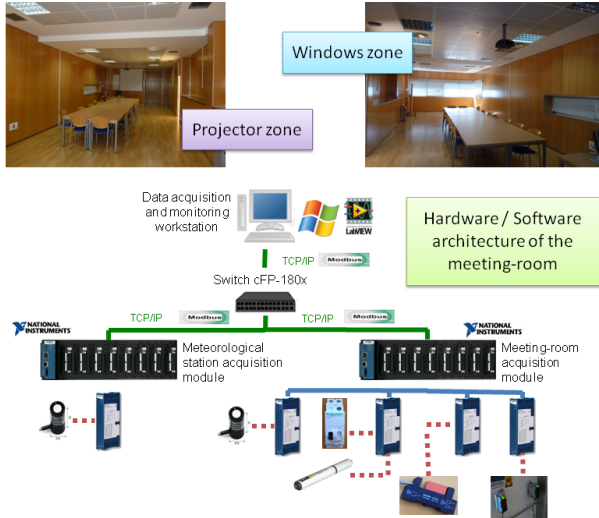 Windows zone
Projector zone
Data acquisition
and monitoring
workstation
LabVIEW
Hardware / Software
architecture of the
meeting-room
TCP/IP
Modbus
Switch cFP-180x
TCP/IP
Modbus
TCP/IP
Modbus
NATIONAL
INSTRUMENTS
NATIONAL
INSTRUMENTS
Meteorological
station acquisition
module
Meeting-room
acquisition
module